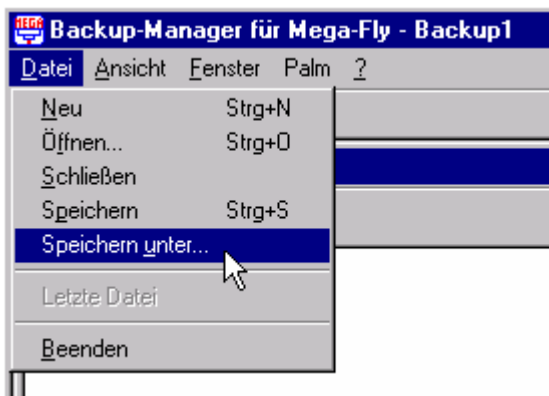 MEGA
Backup-Manager für Mega-Fly - Backup1
Datei Ansicht Fenster Palm ?
Neu Strg+N
Öffnen... Strg+O
Schließen
Speichern Strg+S
Speichern unter...
Letzte Datei
Beenden